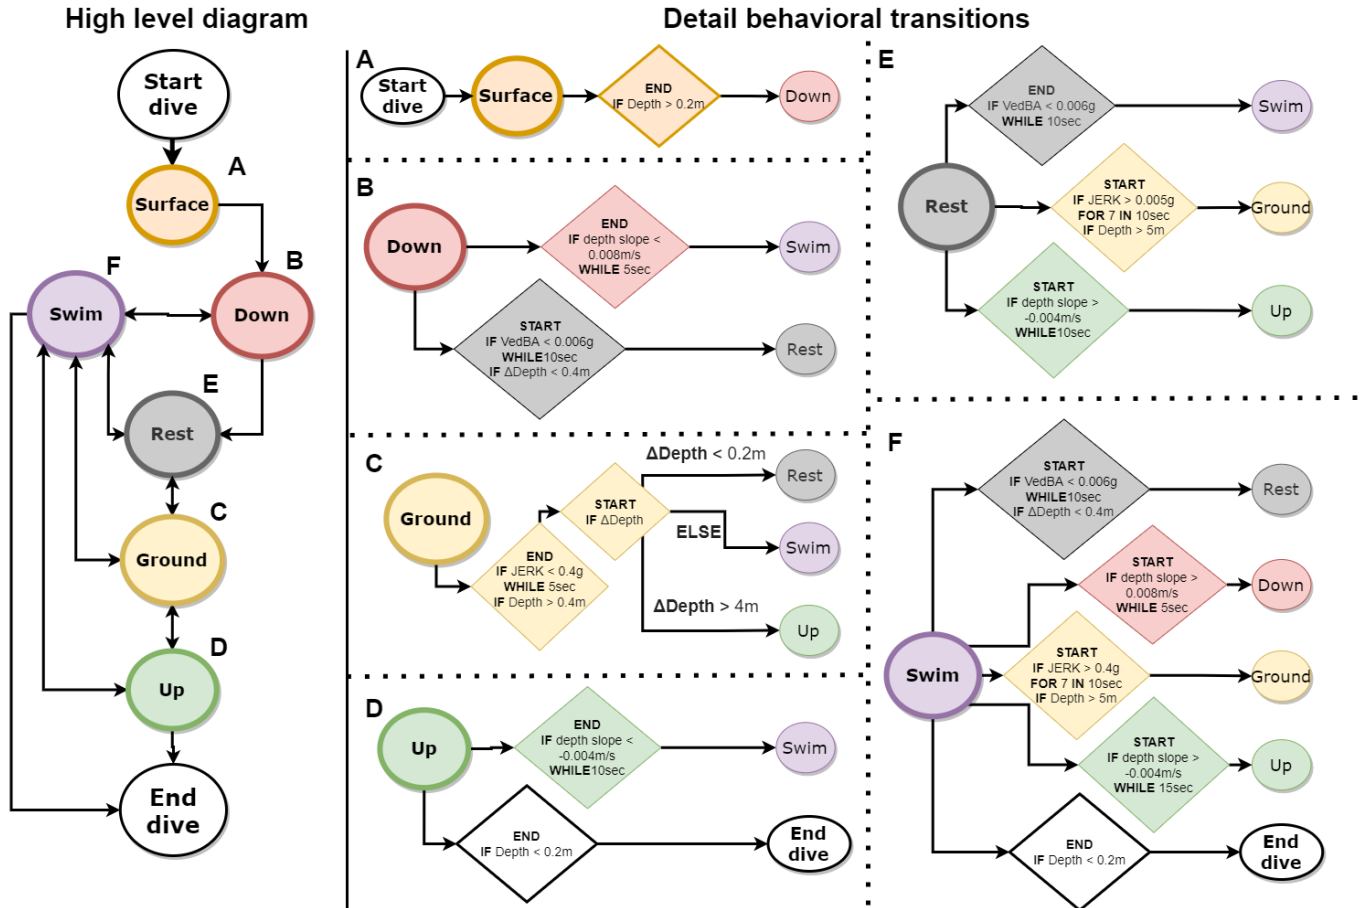 High level diagram
Start
dive
A
Surface
F
B
Swim
Down
E
Rest
C
Ground
D
Up
End
dive
Detail behavioral transitions
A
Start
dive
Surface
END
IF Depth > 0.2m
Down
B
Down
END
IF depth slope <
0.008m/s
WHILE 5sec
Swim
START
IF VedBA < 0.006g
WHILE10sec
IF ΔDepth < 0.4m
Rest
C
Ground
END
IF JERK < 0.4g
WHILE 5sec
IF Depth > 0.4m
START
IF ΔDepth
ΔDepth < 0.2m
Rest
ELSE
Swim
ΔDepth > 4m
Up
D
Up
END
IF depth slope <
-0.004m/s
WHILE10sec
Swim
END
IF Depth < 0.2m
End
dive
E
Rest
END
IF VedBA < 0.006g
WHILE 10sec
Swim
START
IF JERK > 0.005g
FOR 7 IN 10sec
IF Depth > 5m
Ground
START
IF depth slope >
-0.004m/s
WHILE10sec
Up
F
Swim
START
IF VedBA < 0.006g
WHILE10sec
IF ΔDepth < 0.4m
Rest
START
IF depth slope >
0.008m/s
WHILE 5sec
Down
START
IF JERK > 0.4g
FOR 7 IN 10sec
IF Depth > 5m
Ground
START
IF depth slope >
-0.004m/s
WHILE 15sec
Up
END
IF Depth < 0.2m
End
dive